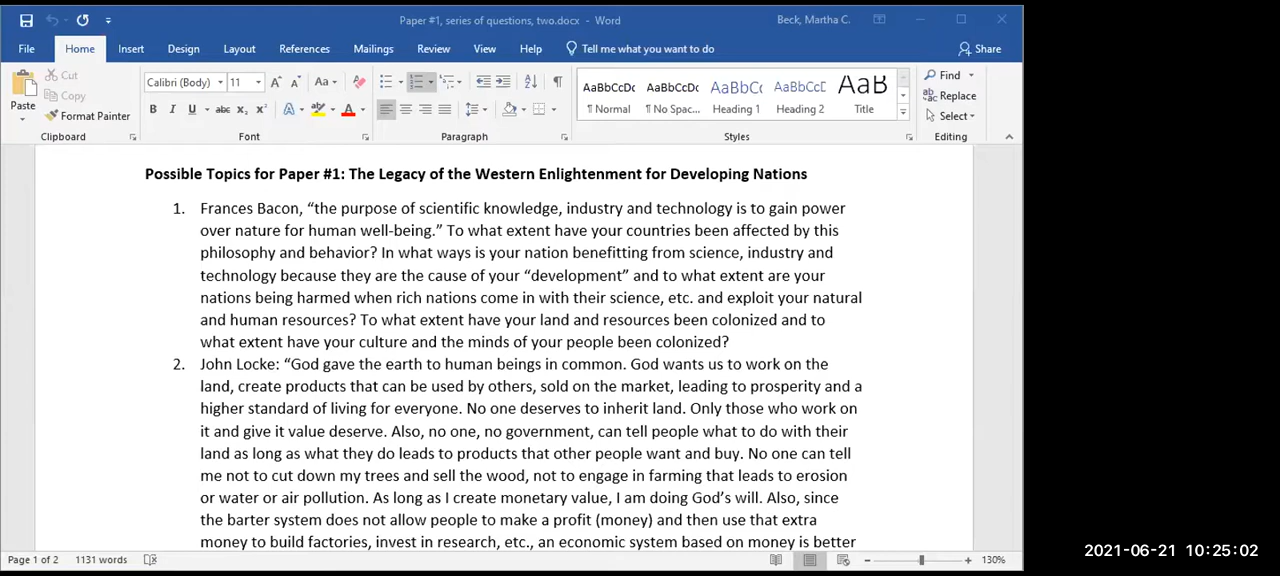 Paper #1, series of questions, two.docx - Word
Beck, Martha C.
File Home Insert Design Layout References Mailings Review View Help Tell me what you want to do Share
Paste
Cut
Copy
Format Painter
Clipboard
Calibri (Body) 11
Font
Paragraph
AaBbCcDc AaBbCcDc AaBbCc AaBbCcD AaB
¶ Normal ¶ No Spac... Heading 1 Heading 2 Title
Styles
Find
Replace
Select
Editing
Possible Topics for Paper #1: The Legacy of the Western Enlightenment for Developing Nations
1. Frances Bacon, “the purpose of scientific knowledge, industry and technology is to gain power
over nature for human well-being.” To what extent have your countries been affected by this
philosophy and behavior? In what ways is your nation benefitting from science, industry and
technology because they are the cause of your “development” and to what extent are your
nations being harmed when rich nations come in with their science, etc. and exploit your natural
and human resources? To what extent have your land and resources been colonized and to
what extent have your culture and the minds of your people been colonized?
2. John Locke: “God gave the earth to human beings in common. God wants us to work on the
land, create products that can be used by others, sold on the market, leading to prosperity and a
higher standard of living for everyone. No one deserves to inherit land. Only those who work on
it and give it value deserve. Also, no one, no government, can tell people what to do with their
land as long as what they do leads to products that other people want and buy. No one can tell
me not to cut down my trees and sell the wood, not to engage in farming that leads to erosion
or water or air pollution. As long as I create monetary value, I am doing God’s will. Also, since
the barter system does not allow people to make a profit (money) and then use that extra
money to build factories, invest in research, etc., an economic system based on money is better
Page 1 of 2 1131 words
130%
2021-06-21 10:25:02